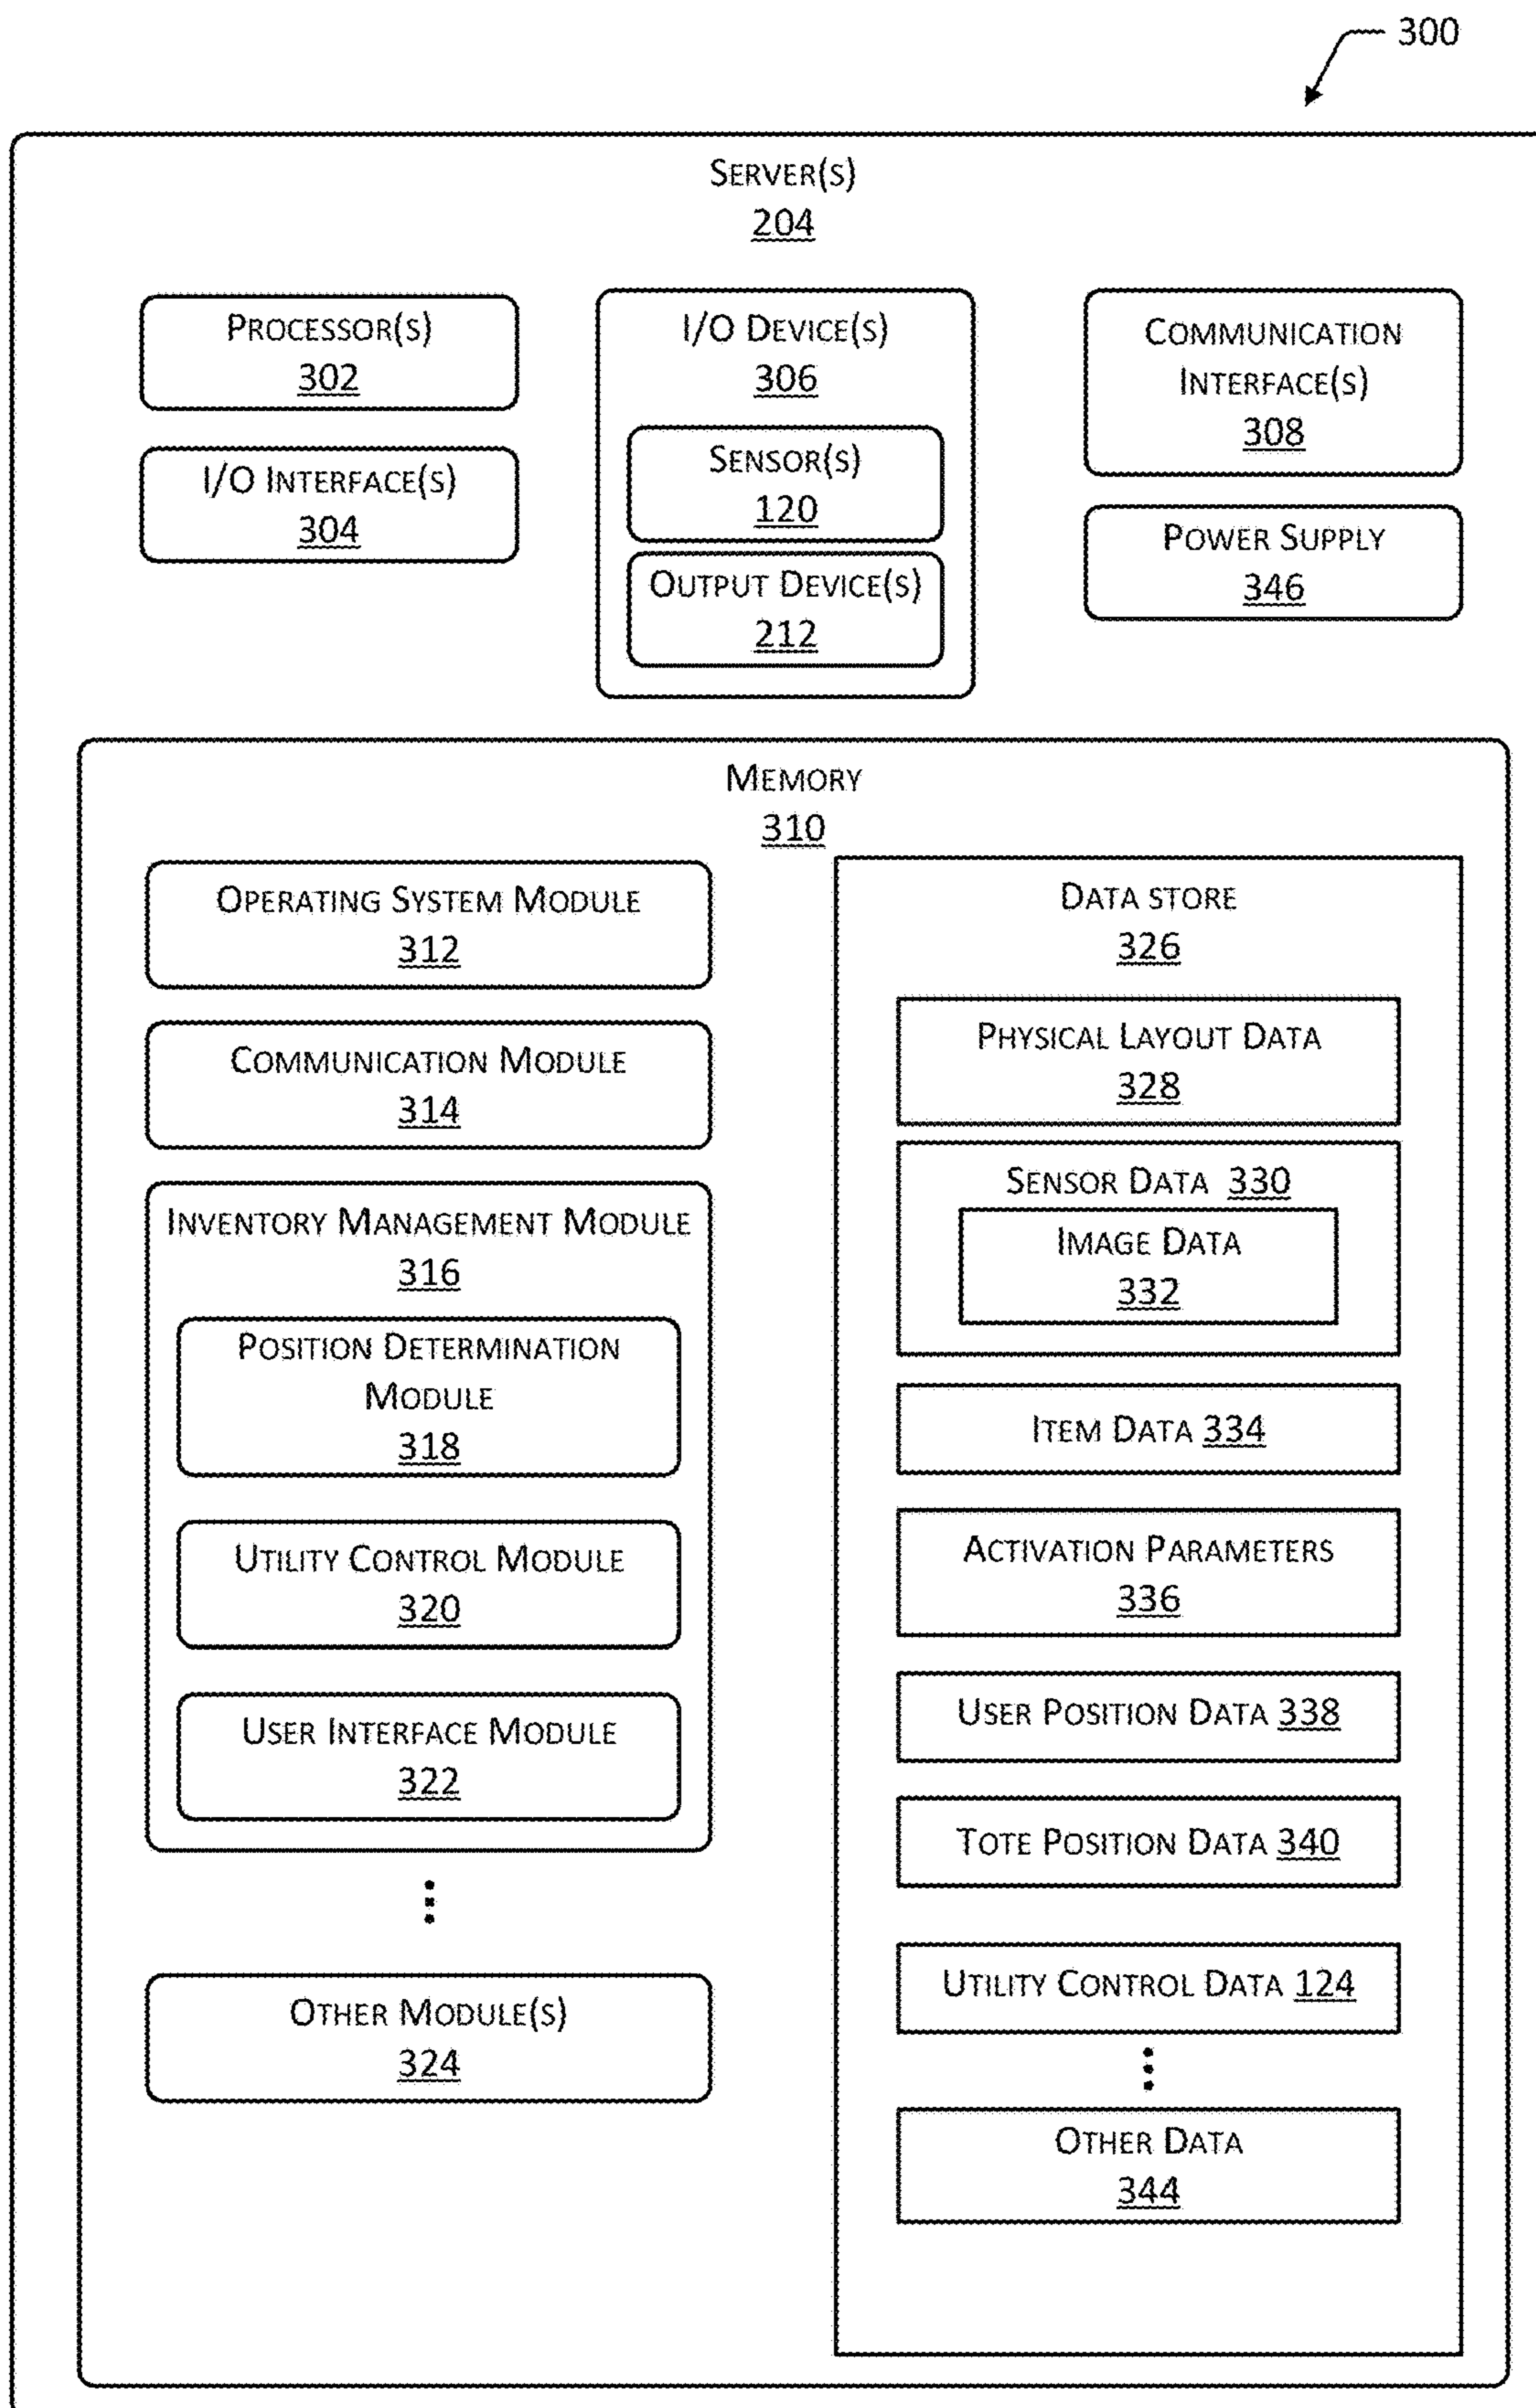 300
SERVER(S)
204
PROCESSOR(S)
302
I/O INTERFACE(S)
304
I/O DEVICE(S)
306
SENSOR(S)
120
OUTPUT DEVICE(S)
212
COMMUNICATION
INTERFACE(S)
308
POWER SUPPLY
346
MEMORY
310
OPERATING SYSTEM MODULE
312
COMMUNICATION MODULE
314
INVENTORY MANAGEMENT MODULE
316
POSITION DETERMINATION
MODULE
318
UTILITY CONTROL MODULE
320
USER INTERFACE MODULE
322
OTHER MODULE(S)
324
DATA STORE
326
PHYSICAL LAYOUT DATA
328
SENSOR DATA 330
IMAGE DATA
332
ITEM DATA 334
ACTIVATION PARAMETERS
336
USER POSITION DATA 338
TOTE POSITION DATA 340
UTILITY CONTROL DATA 124
OTHER DATA
344